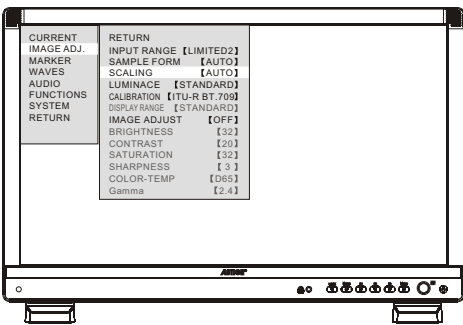 CURRENT
IMAGE ADJ.
MARKER
WAVES
AUDIO
FUNCTIONS
SYSTEM
RETURN
RETURN
INPUT RANGE【LIMITED2】
SAMPLE FORM 【AUTO】
SCALING 【AUTO】
LUMINACE 【STANDARD】
CALIBRATION【ITU-R BT.709】
DISPLAY RANGE 【STANDARD】
IMAGE ADJUST 【OFF】
BRIGHTNESS 【32】
CONTRAST 【20】
SATURATION 【32】
SHARPNESS 【 3 】
COLOR-TEMP 【D65】
Gamma 【2.4】